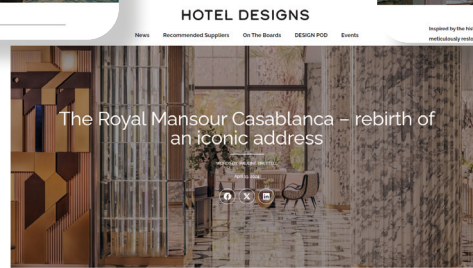 HOTEL DESIGNS
Inspired by the his
meticulously resto
News Recommended Suppliers On The Boards DESIGN POD Events
The Royal Mansour Casablanca – rebirth of
an iconic address